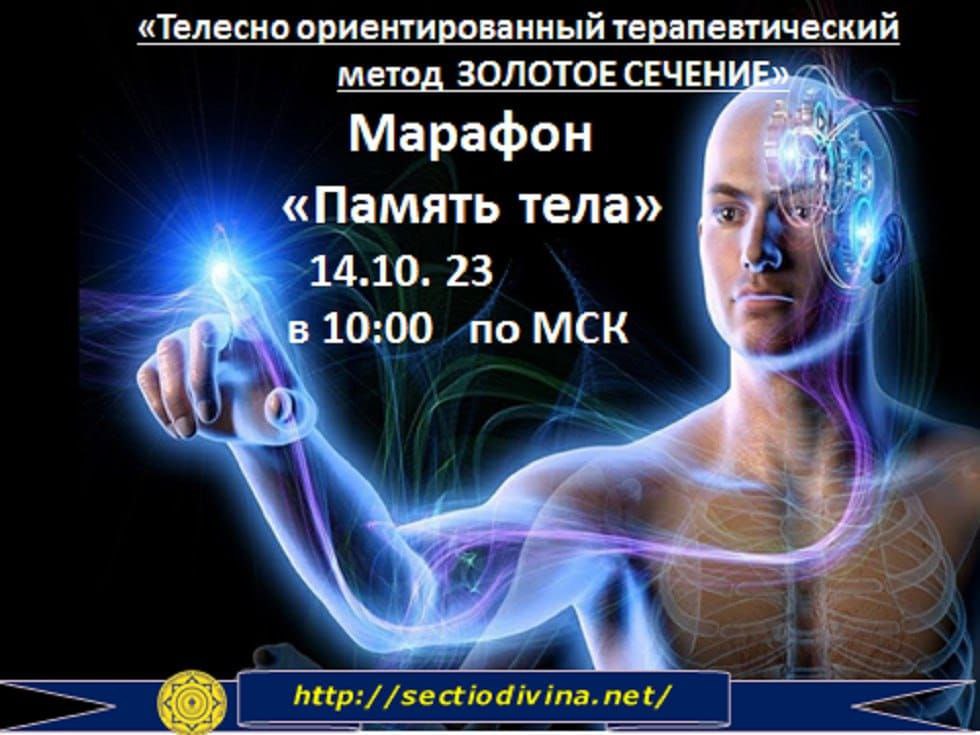 «Телесно ориентированный терапевтический
метод ЗОЛОТОЕ СЕЧЕНИЕ»
Марафон
«Память тела»
14.10. 23
в 10:00 по МСК
http://sectiodivina.net/